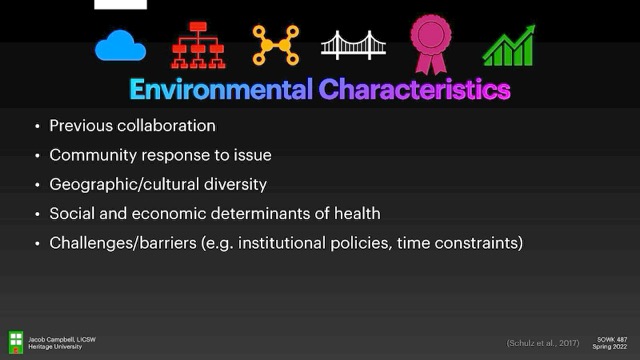 Environmental Characteristics
• Previous collaboration
• Community response to issue
• Geographic/cultural diversity
• Social and economic determinants of health
• Challenges/barriers (e.g. institutional policies, time constraints)
Jacob Campbell, LICSW
Heritage University
(Schulz et al., 2017)
SOWK 487
Spring 2022